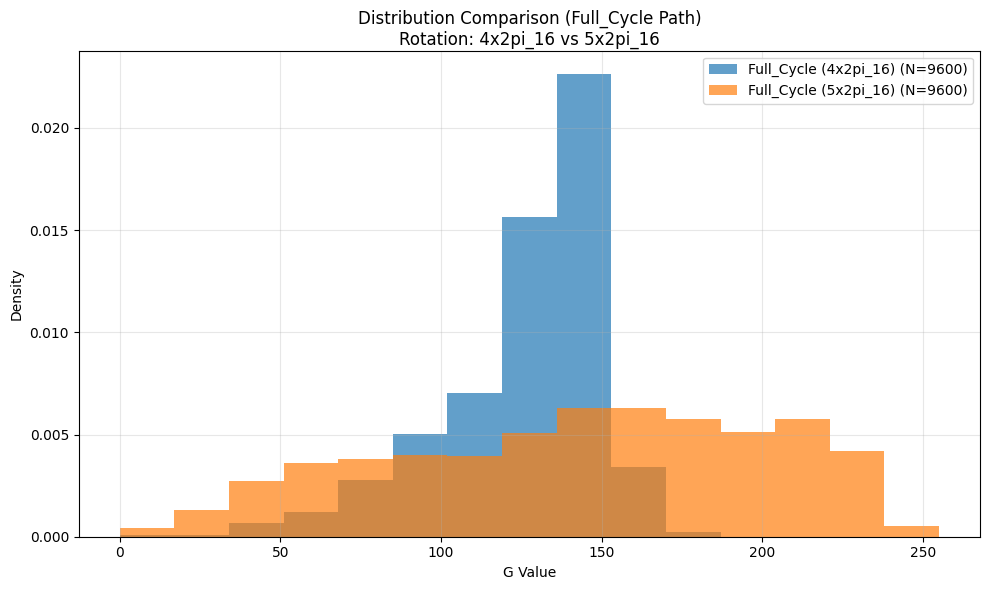 Distribution Comparison (Full_Cycle Path)
Rotation: 4x2pi_16 vs 5x2pi_16
Full_Cycle (4x2pi_16) (N=9600)
Full_Cycle (5x2pi_16) (N=9600)
0.020
0.015
0.010
0.005
0.000
Density
0 50 100 150 200 250
G Value